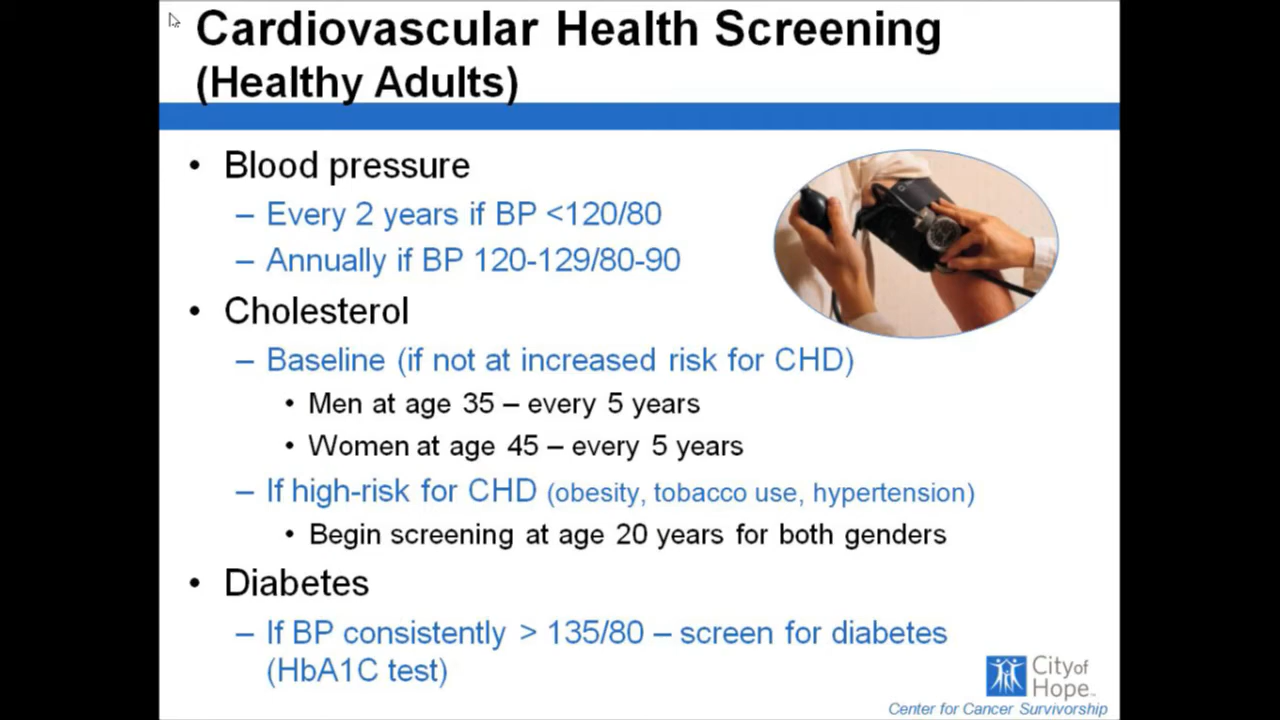 Cardiovascular Health Screening
(Healthy Adults)
• Blood pressure
– Every 2 years if BP <120/80
– Annually if BP 120-129/80-90
• Cholesterol
– Baseline (if not at increased risk for CHD)
• Men at age 35 – every 5 years
• Women at age 45 – every 5 years
– If high-risk for CHD (obesity, tobacco use, hypertension)
• Begin screening at age 20 years for both genders
• Diabetes
– If BP consistently > 135/80 – screen for diabetes
(HbA1C test)
City of
Hope
Center for Cancer Survivorship